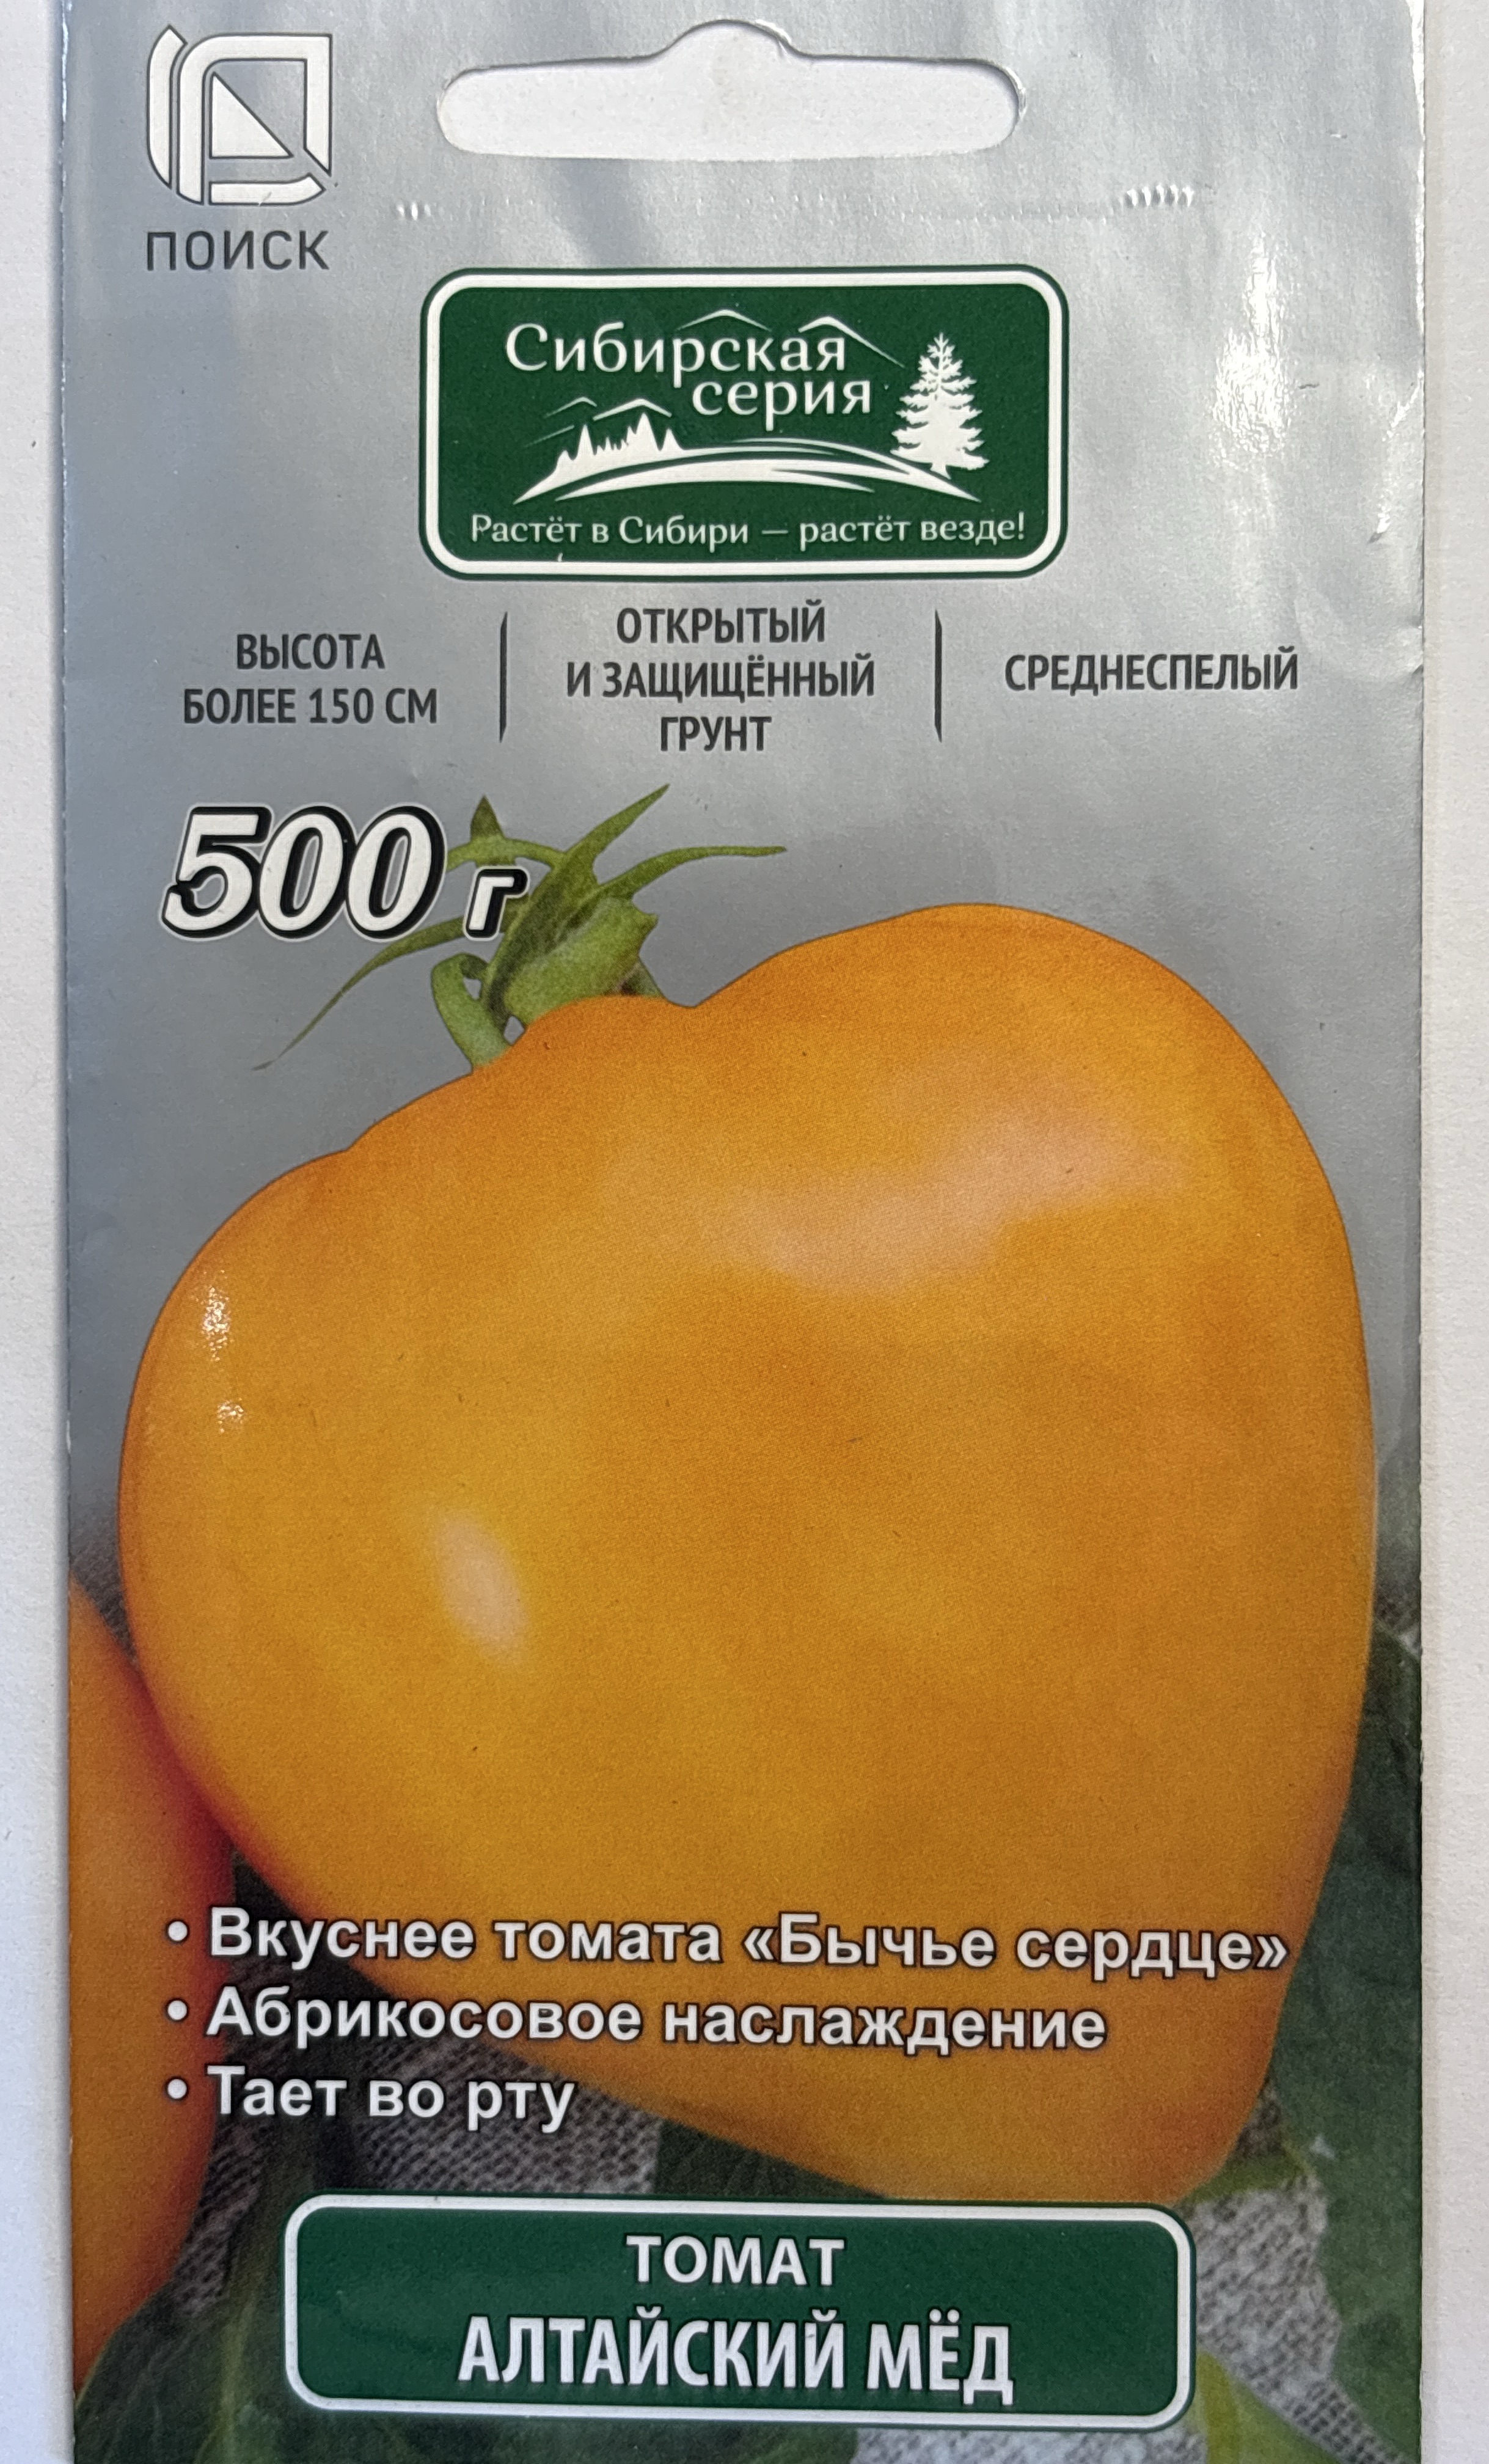 ПОИСК
Сибирская
серия
Растёт в Сибири — растёт везде!
ВЫСОТА
БОЛЕЕ 150 СМ
ОТКРЫТЫЙ
И ЗАЩИЩЁННЫЙ
ГРУНТ
СРЕДНЕСПЕЛЫЙ
500 г
• Вкуснее томата «Бычье сердце»
• Абрикосовое наслаждение
• Тает во рту
ТОМАТ
АЛТАЙСКИЙ МЁД